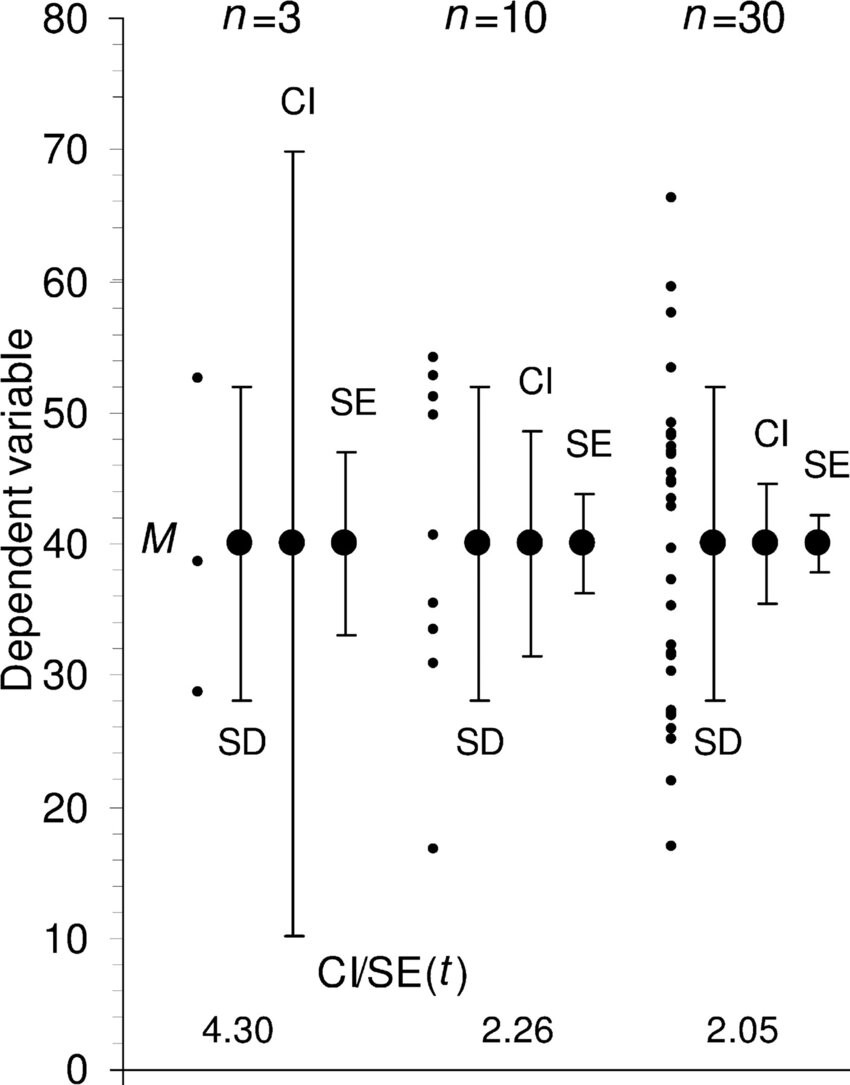 n=3 n=10 n=30
80
CI
70
60
SE CI
50
CI
SE
SE
Dependent variable
M
40
30
SD SD SD
20
10
CI/SE(t)
4.30 2.26 2.05
0